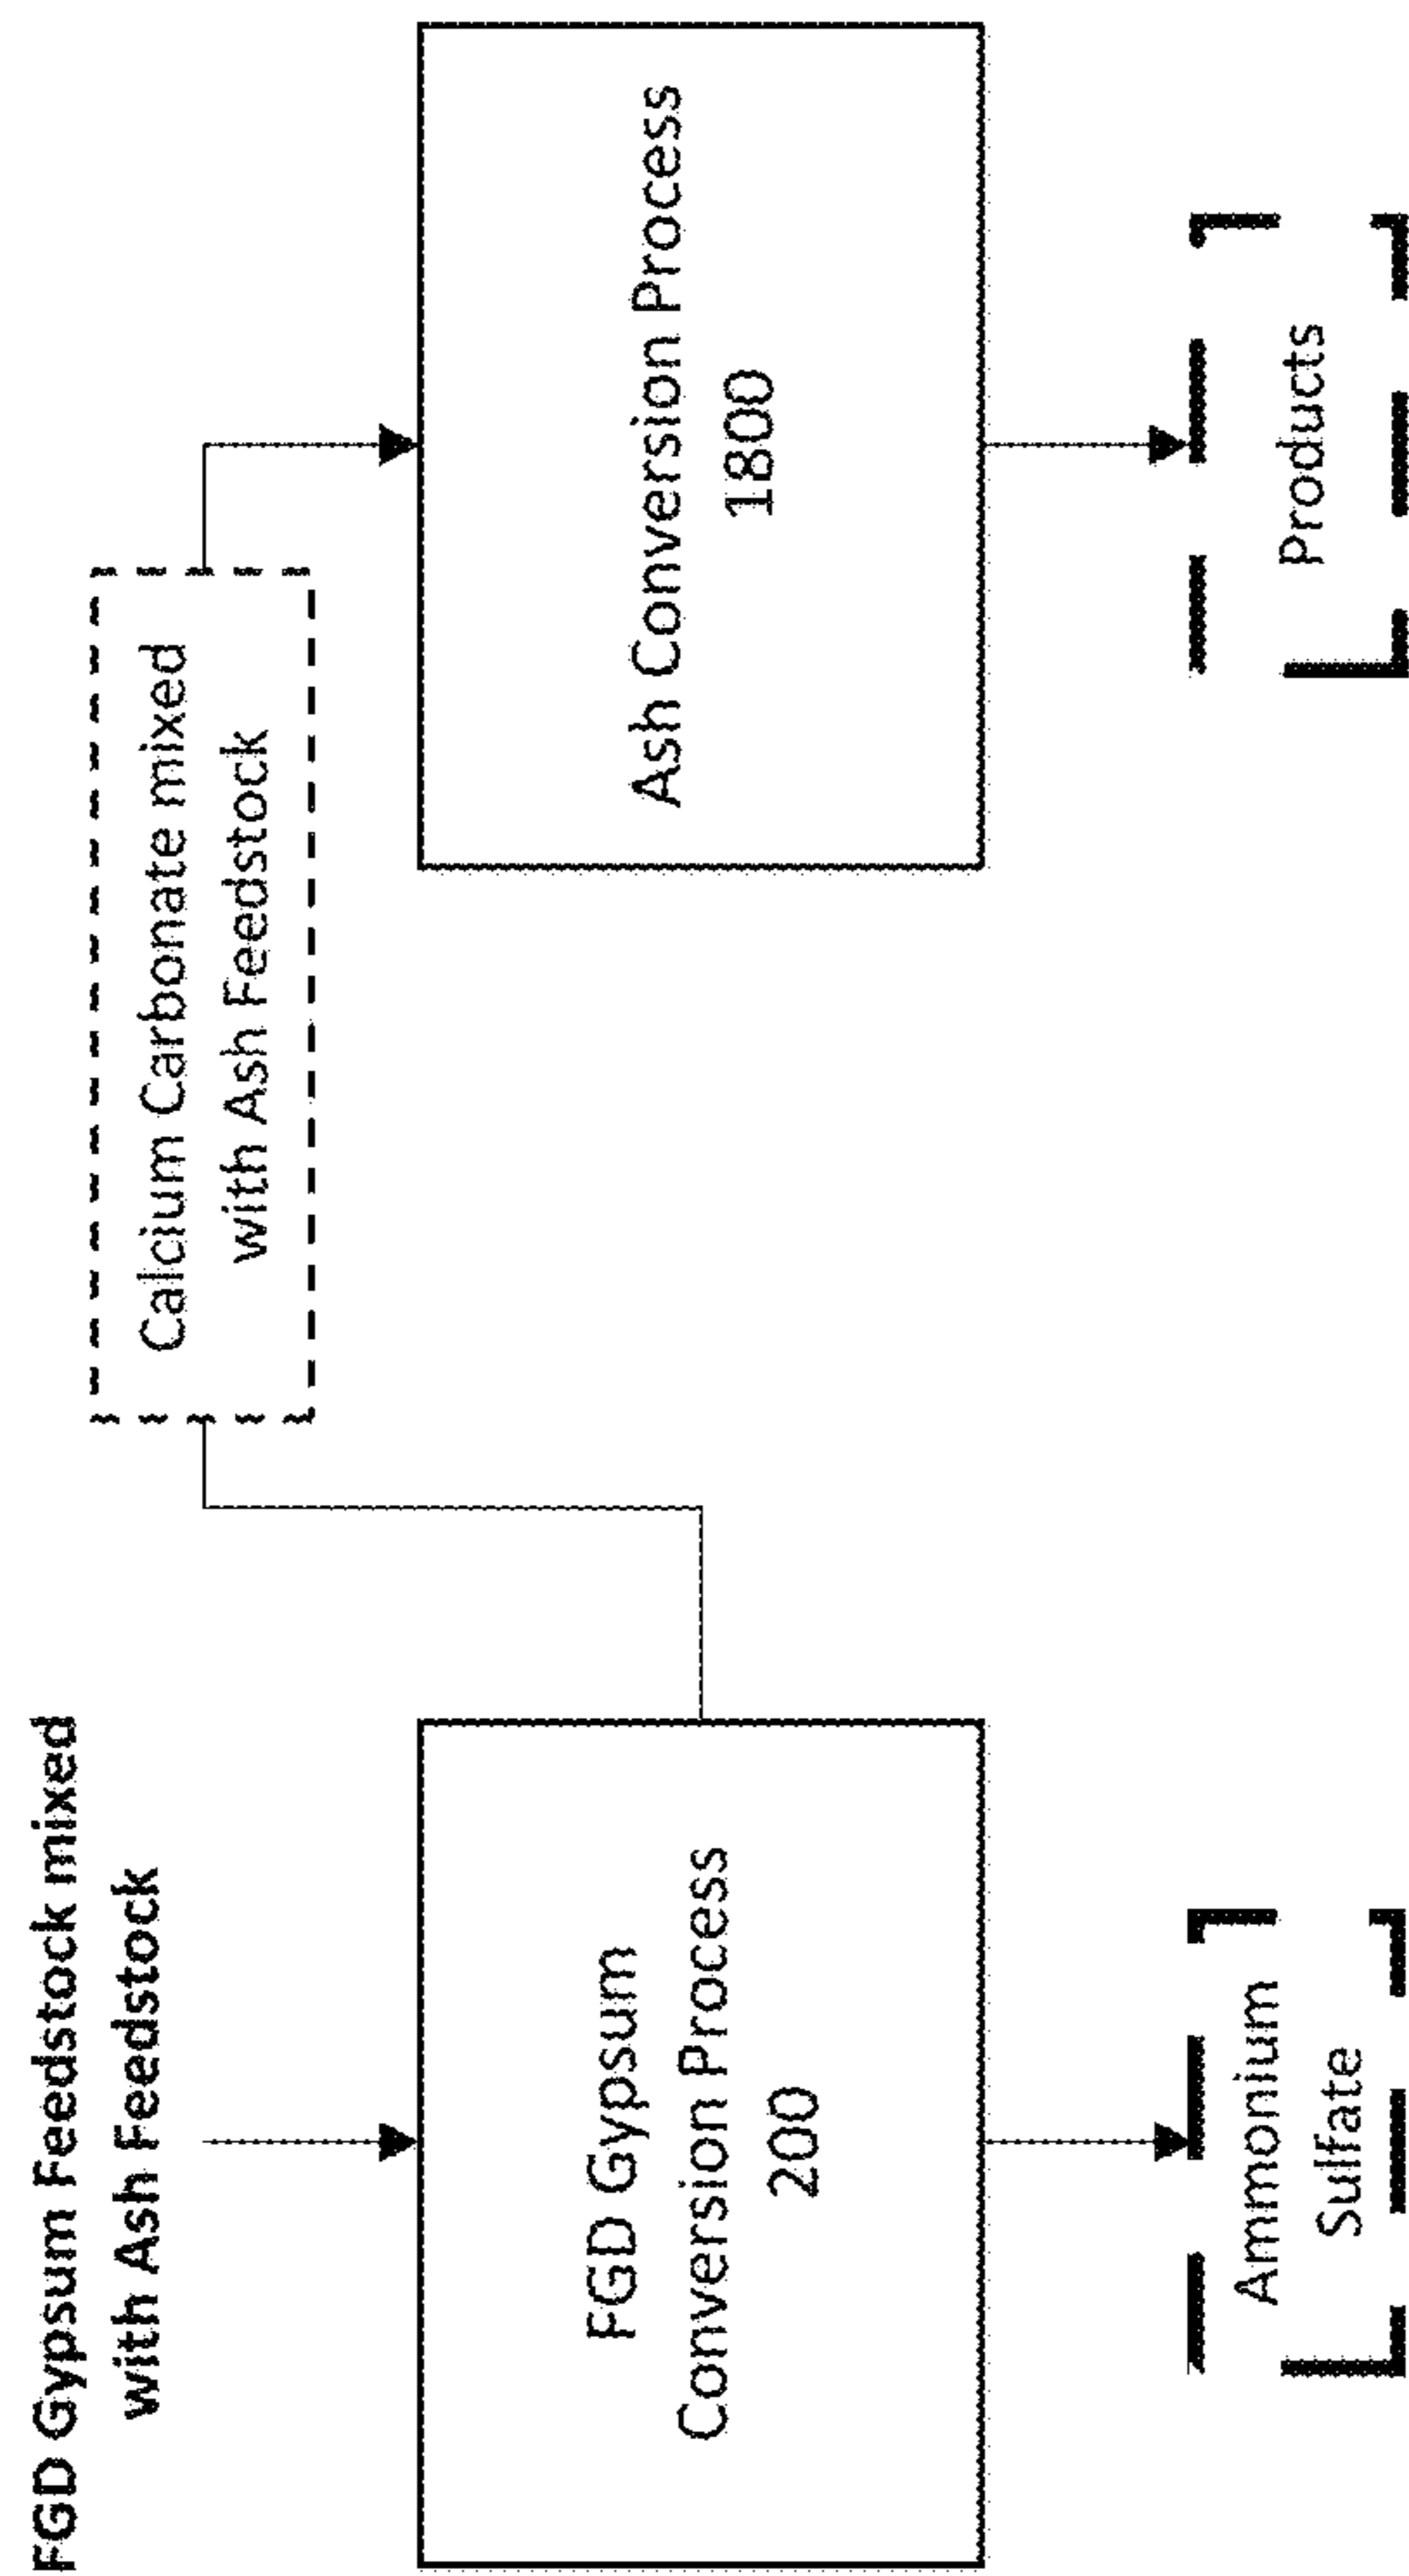 FGD Gypsum Feedstock mixed
with Ash Feedstock
FGD Gypsum
Conversion Process
200
Ammonium
Sulfate
Calcium Carbonate mixed
with Ash Feedstock
Ash Conversion Process
1800
Products